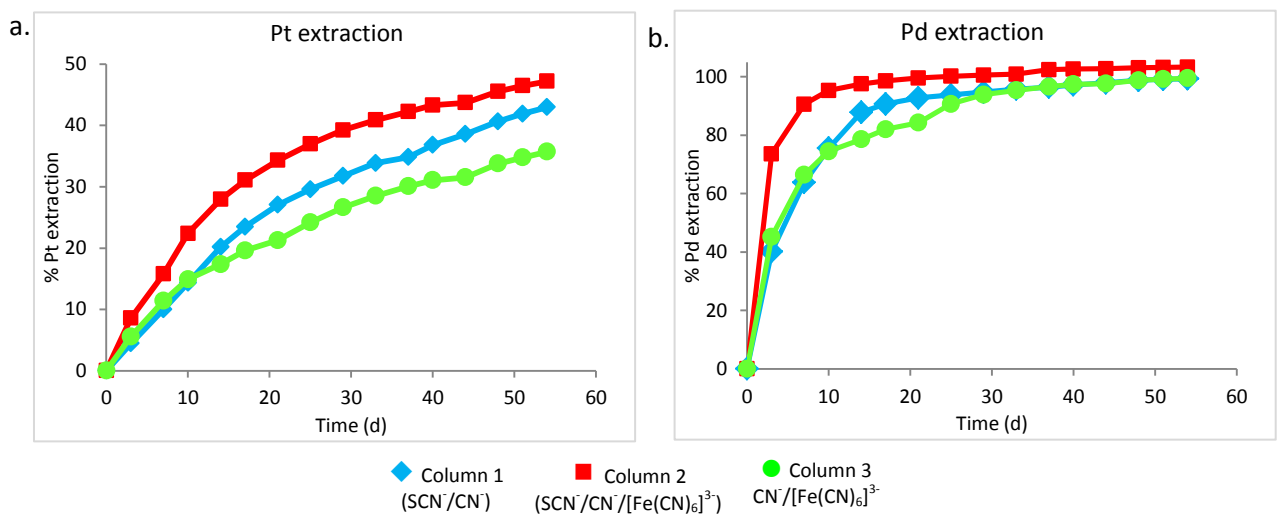 a.
Pt extraction
50
40
30
20
10
0
% Pt extraction
0 10 20 30 40 50 60
Time (d)
b.
Pd extraction
100
80
60
40
20
0
% Pd extraction
0 10 20 30 40 50 60
Time (d)
Column 1
(SCN⁻/CN⁻)
Column 2
(SCN⁻/CN⁻/[Fe(CN)₆]³⁻)
Column 3
CN⁻/[Fe(CN)₆]³⁻